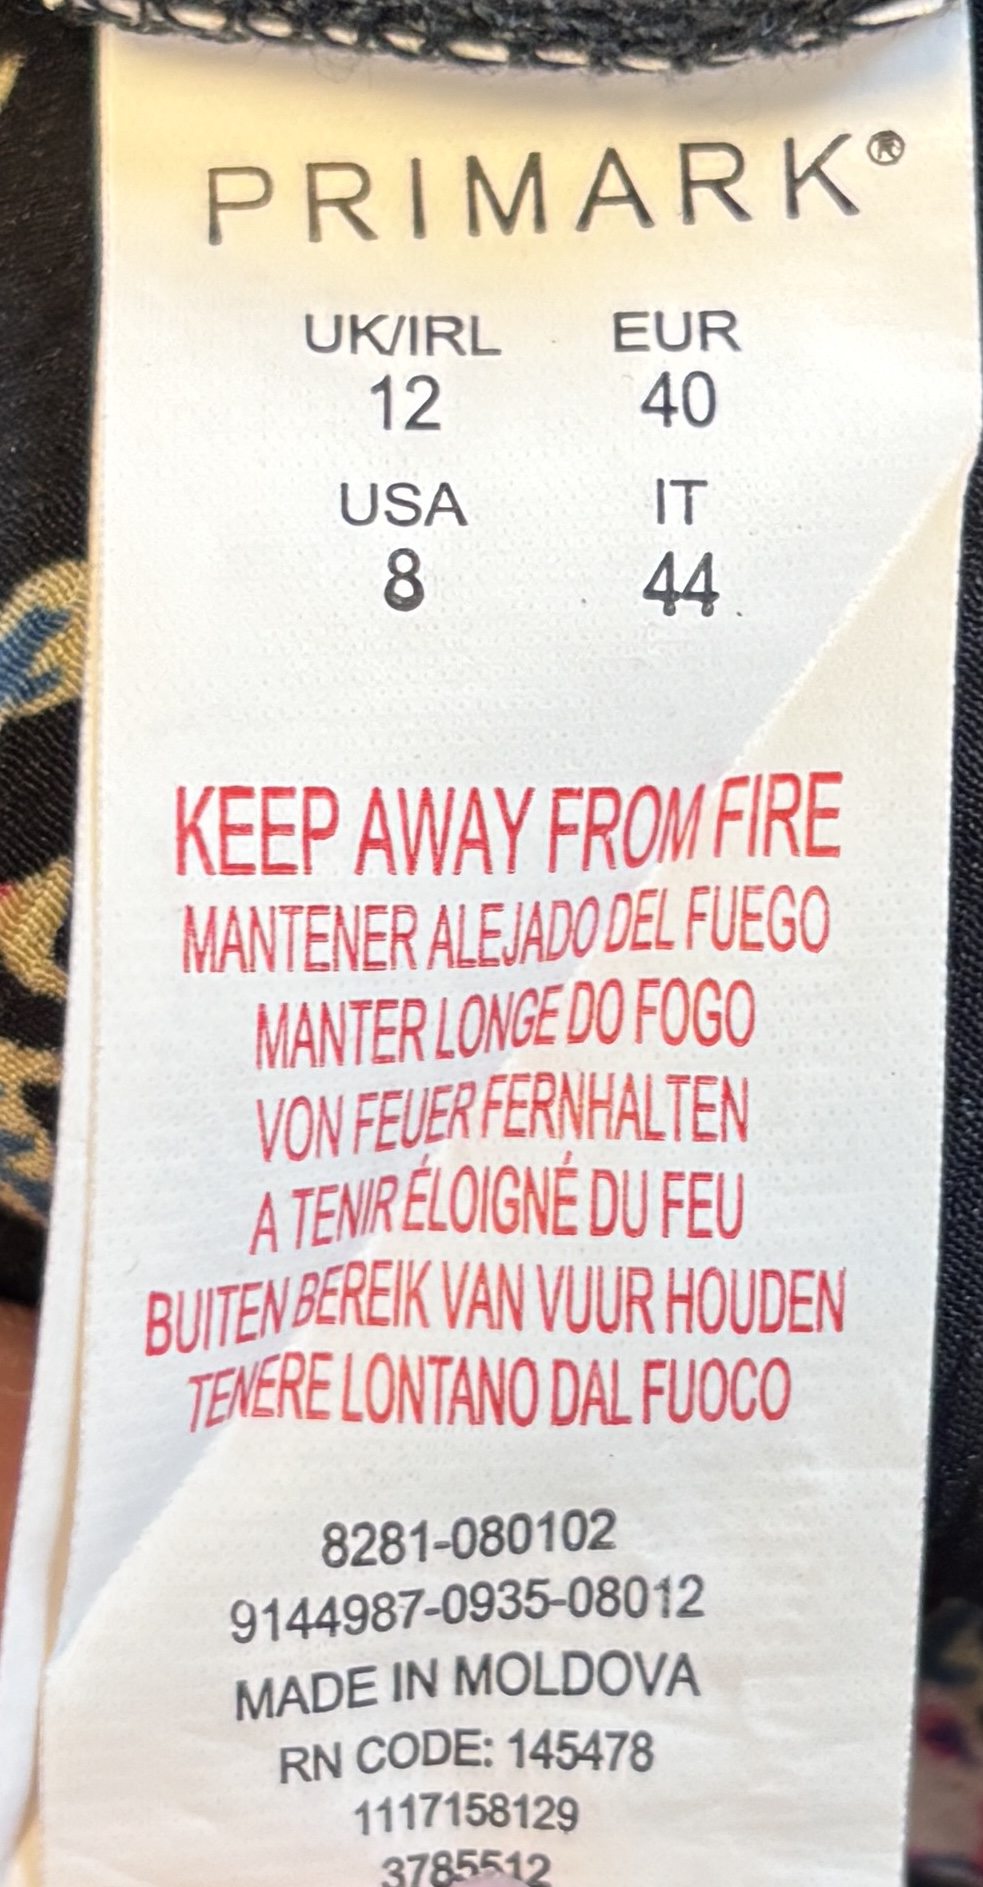 PRIMARK®
UK/IRL EUR
12 40
USA IT
8 44
KEEP AWAY FROM FIRE
MANTENER ALEJADO DEL FUEGO
MANTER LONGE DO FOGO
VON FEUER FERNHALTEN
A TENIR ÉLOIGNÉ DU FEU
BUITEN BEREIK VAN VUUR HOUDEN
TENERE LONTANO DAL FUOCO
8281-080102
9144987-0935-08012
MADE IN MOLDOVA
RN CODE: 145478
1117158129
3785512